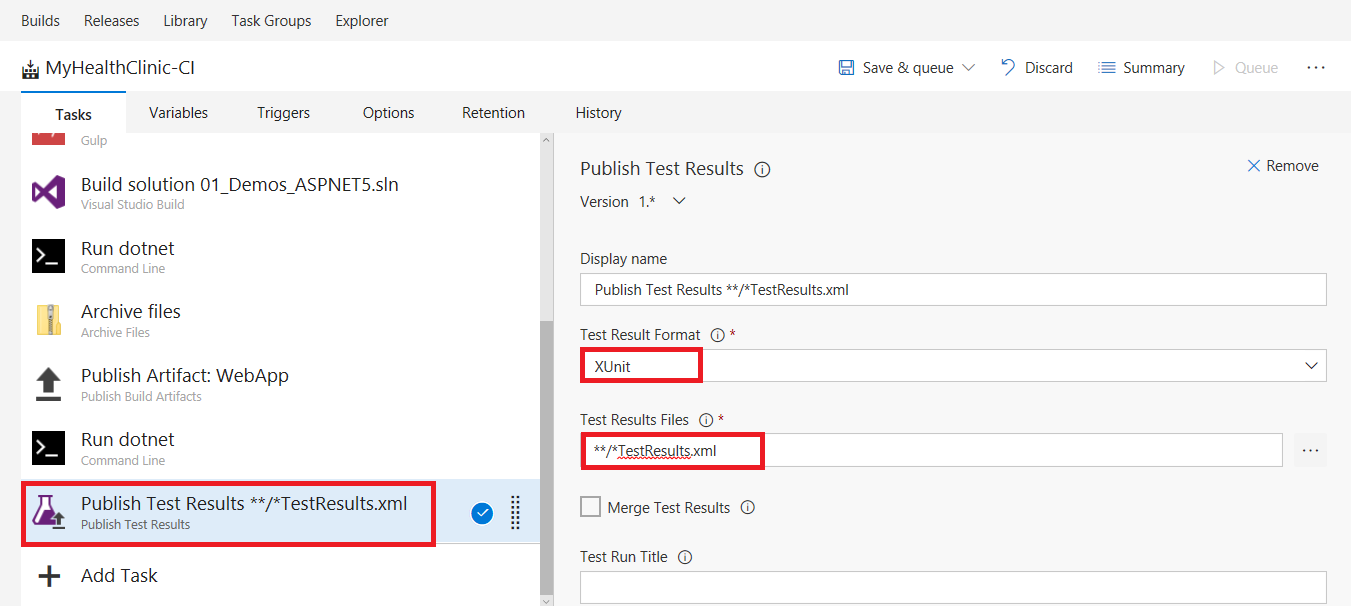 Builds Releases Library Task Groups Explorer
MyHealthClinic-CI
Save & queue Discard Summary Queue ...
Tasks Variables Triggers Options Retention History
Gulp
Build solution 01_Demos_ASPNET5.sln
Visual Studio Build
Run dotnet
Command Line
Archive files
Archive Files
Publish Artifact: WebApp
Publish Build Artifacts
Run dotnet
Command Line
Publish Test Results **/*TestResults.xml
Publish Test Results
Add Task
Publish Test Results
Remove
Version 1.*
Display name
Publish Test Results **/*TestResults.xml
Test Result Format *
XUnit
Test Results Files *
**/*TestResults.xml
...
Merge Test Results
Test Run Title